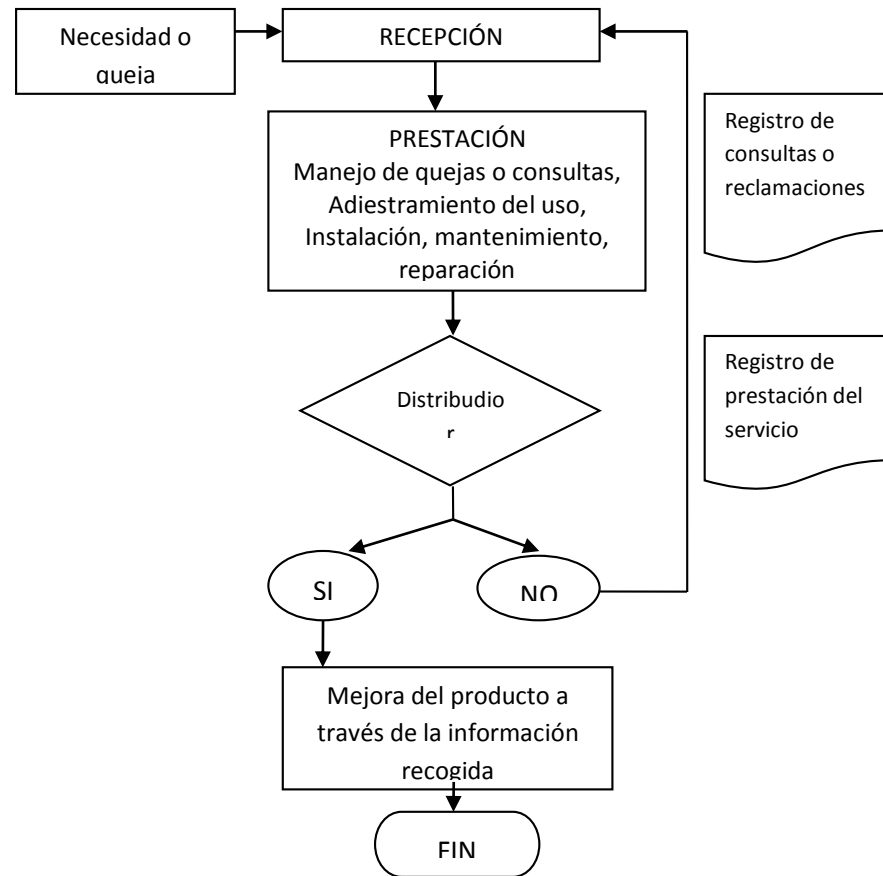 Necesidad o
queja
RECEPCIÓN
PRESTACIÓN
Manejo de quejas o consultas,
Adiestramiento del uso,
Instalación, mantenimiento,
reparación
Registro de
consultas o
reclamaciones
Distribudio
r
Registro de
prestación del
servicio
SI
NO
Mejora del producto a
través de la información
recogida
FIN